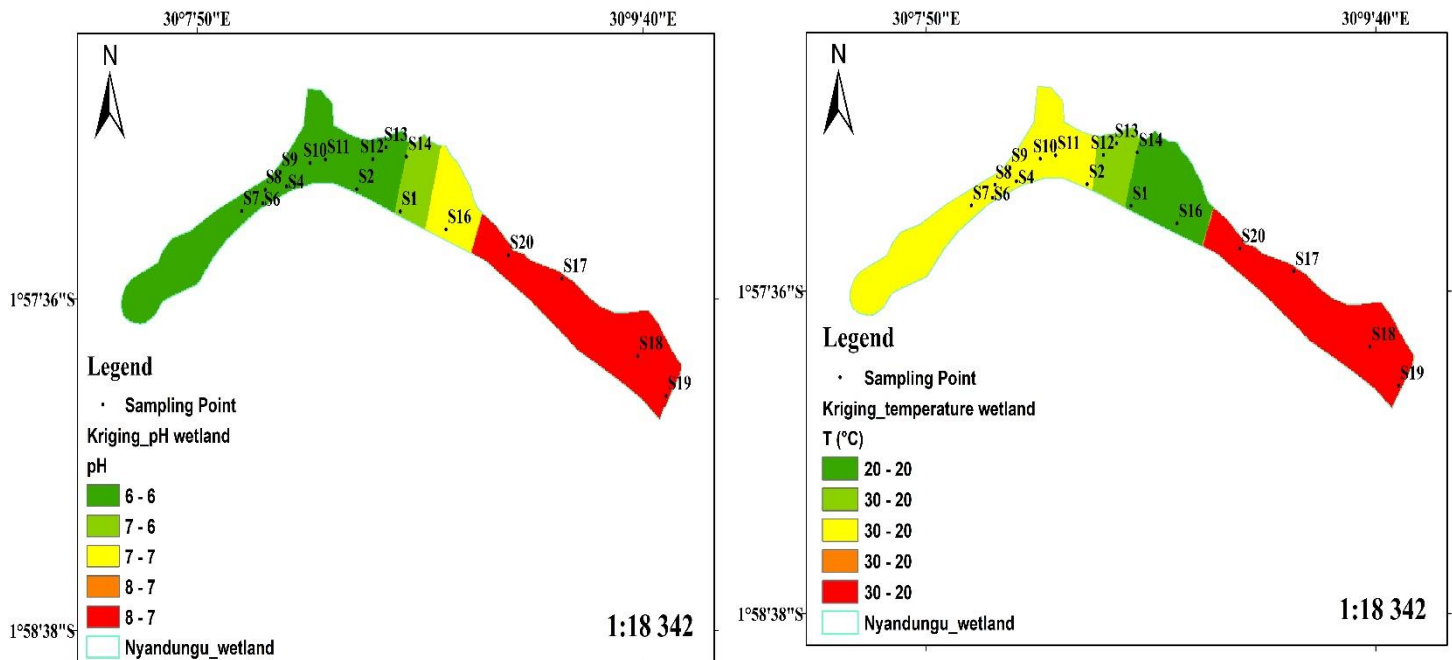 30°7'50"E
30°9'40"E
N
S13
S14
S12
S11
S10
S9
S8
S4
S2
S7
S6
S1
S16
S20
S17
1°57'36"S
S18
S19
Legend
Sampling Point
Kriging_pH wetland
pH
6 - 6
7 - 6
7 - 7
8 - 7
8 - 7
Nyandungu_wetland
1°58'38"S
1:18 342
30°7'50"E
30°9'40"E
N
S13
S14
S12
S11
S10
S9
S8
S4
S2
S7
S6
S1
S16
S20
S17
1°57'36"S
S18
S19
Legend
Sampling Point
Kriging_temperature wetland
T (°C)
20 - 20
30 - 20
30 - 20
30 - 20
30 - 20
Nyandungu_wetland
1°58'38"S
1:18 342